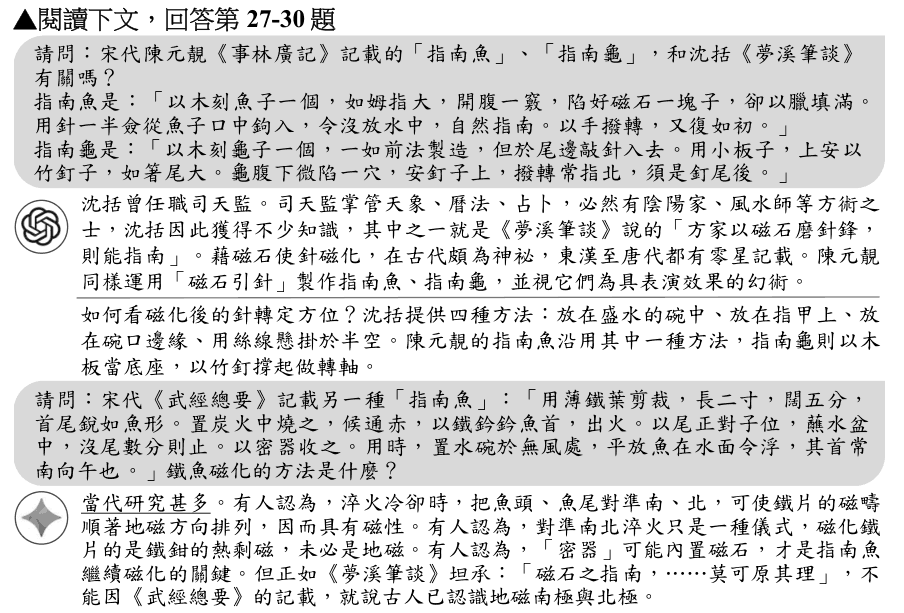 ▲閱讀下文，回答第 27-30 題
請問：宋代陳元靚《事林廣記》記載的「指南魚」、「指南龜」，和沈括《夢溪筆談》
有關嗎？
指南魚是：「以木刻魚子一個，如姆指大，開腹一竅，陷好磁石一塊子，卻以臘填滿。
用針一半僉從魚子口中鉤入，令沒放水中，自然指南。以手撥轉，又復如初。」
指南龜是：「以木刻龜子一個，一如前法製造，但於尾邊敲針入去。用小板子，上安以
竹釘子，如箸尾大。龜腹下微陷一穴，安釘子上，撥轉常指北，須是釘尾後。」
沈括曾任職司天監。司天監掌管天象、曆法、占卜，必然有陰陽家、風水師等方術之
士，沈括因此獲得不少知識，其中之一就是《夢溪筆談》說的「方家以磁石磨針鋒，
則能指南」。藉磁石使針磁化，在古代頗為神秘，東漢至唐代都有零星記載。陳元靚
同樣運用「磁石引針」製作指南魚、指南龜，並視它們為具表演效果的幻術。
如何看磁化後的針轉定方位？沈括提供四種方法：放在盛水的碗中、放在指甲上、放
在碗口邊緣、用絲線懸掛於半空。陳元靚的指南魚沿用其中一種方法，指南龜則以木
板當底座，以竹釘撐起做轉軸。
請問：宋代《武經總要》記載另一種「指南魚」：「用薄鐵葉剪裁，長二寸，闊五分，
首尾銳如魚形。置炭火中燒之，候通赤，以鐵鈐鈐魚首，出火。以尾正對子位，蘸水盆
中，沒尾數分則止。以密器收之。用時，置水碗於無風處，平放魚在水面令浮，其首常
南向午也。」鐵魚磁化的方法是什麼？
當代研究甚多。有人認為，淬火冷卻時，把魚頭、魚尾對準南、北，可使鐵片的磁疇
順著地磁方向排列，因而具有磁性。有人認為，對準南北淬火只是一種儀式，磁化鐵
片的是鐵鉗的熱剩磁，未必是地磁。有人認為，「密器」可能內置磁石，才是指南魚
繼續磁化的關鍵。但正如《夢溪筆談》坦承：「磁石之指南，……莫可原其理」，不
能因《武經總要》的記載，就說古人已認識地磁南極與北極。